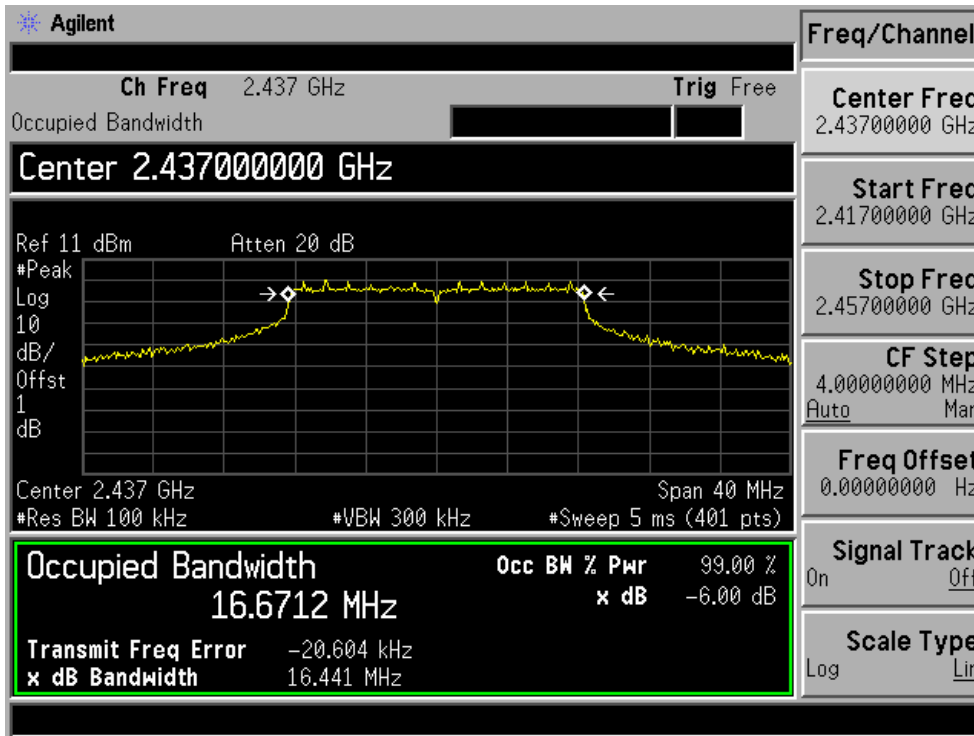 Agilent
Freq/Channel
Ch Freq 2.437 GHz Trig Free
Occupied Bandwidth
Center 2.437000000 GHz
Ref 11 dBm Atten 20 dB
#Peak
Log
10
dB/
Offst
1
dB
Center 2.437 GHz Span 40 MHz
#Res BW 100 kHz #VBW 300 kHz #Sweep 5 ms (401 pts)
Occupied Bandwidth
16.6712 MHz
Occ BW % Pwr 99.00 %
x dB -6.00 dB
Transmit Freq Error -20.604 kHz
x dB Bandwidth 16.441 MHz
Center Freq
2.43700000 GHz
Start Freq
2.41700000 GHz
Stop Freq
2.45700000 GHz
CF Step
4.00000000 MHz
Auto Man
Freq Offset
0.00000000 Hz
Signal Track
On Off
Scale Type
Log Lin